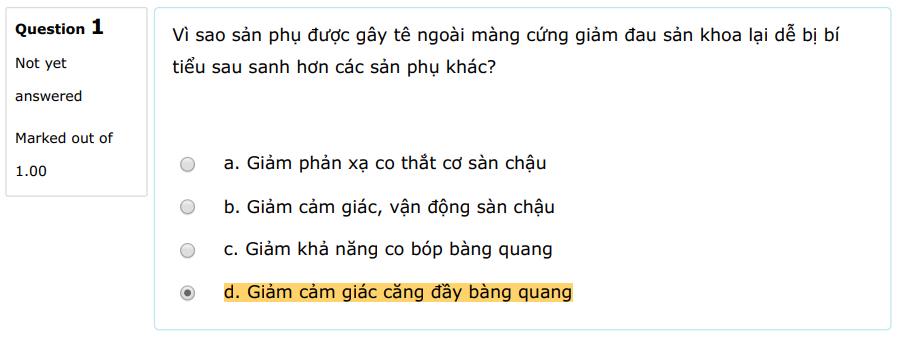 Question 1
Not yet
answered
Marked out of
1.00
Vì sao sản phụ được gây tê ngoài màng cứng giảm đau sản khoa lại dễ bị bí
tiểu sau sanh hơn các sản phụ khác?
a. Giảm phản xạ co thắt cơ sàn chậu
b. Giảm cảm giác, vận động sàn chậu
c. Giảm khả năng co bóp bàng quang
d. Giảm cảm giác căng đầy bàng quang